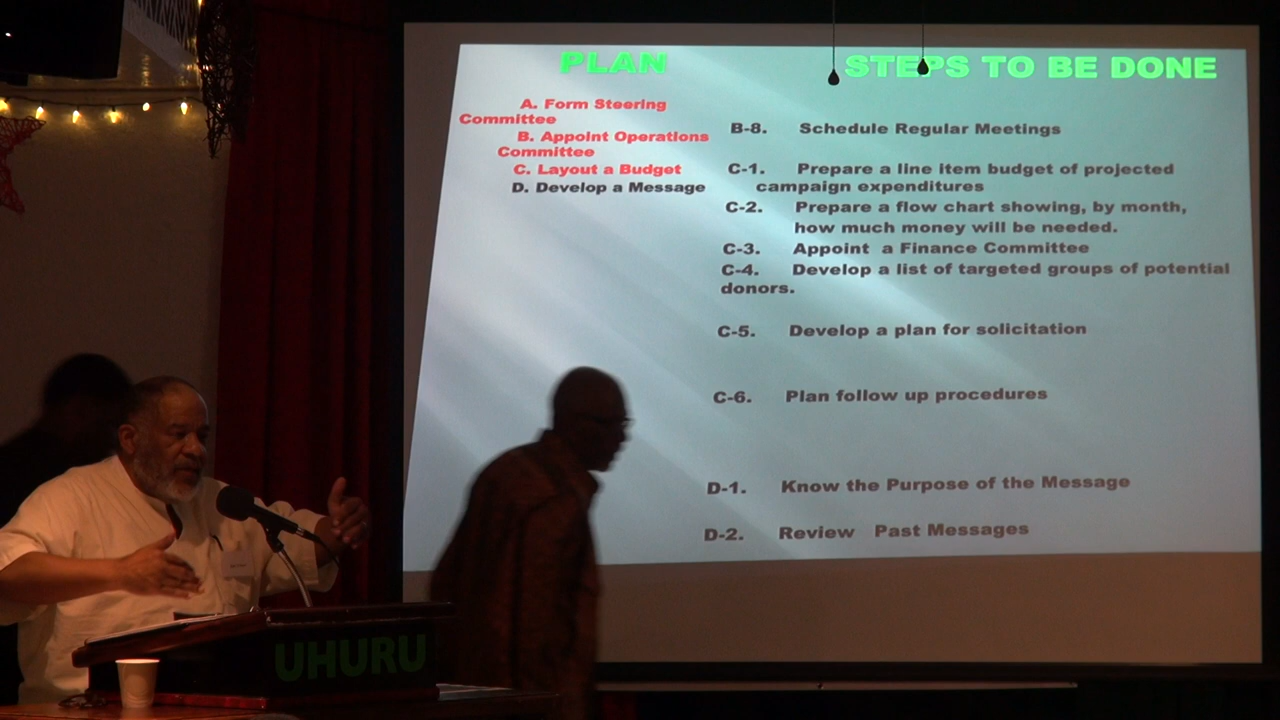 PLAN
STEPS TO BE DONE
A. Form Steering
Committee
B. Appoint Operations
Committee
C. Layout a Budget
D. Develop a Message
B-8. Schedule Regular Meetings
C-1. Prepare a line item budget of projected
campaign expenditures
C-2. Prepare a flow chart showing, by month,
how much money will be needed.
C-3. Appoint a Finance Committee
C-4. Develop a list of targeted groups of potential
donors.
C-5. Develop a plan for solicitation
C-6. Plan follow up procedures
D-1. Know the Purpose of the Message
D-2. Review Past Messages
UHURU